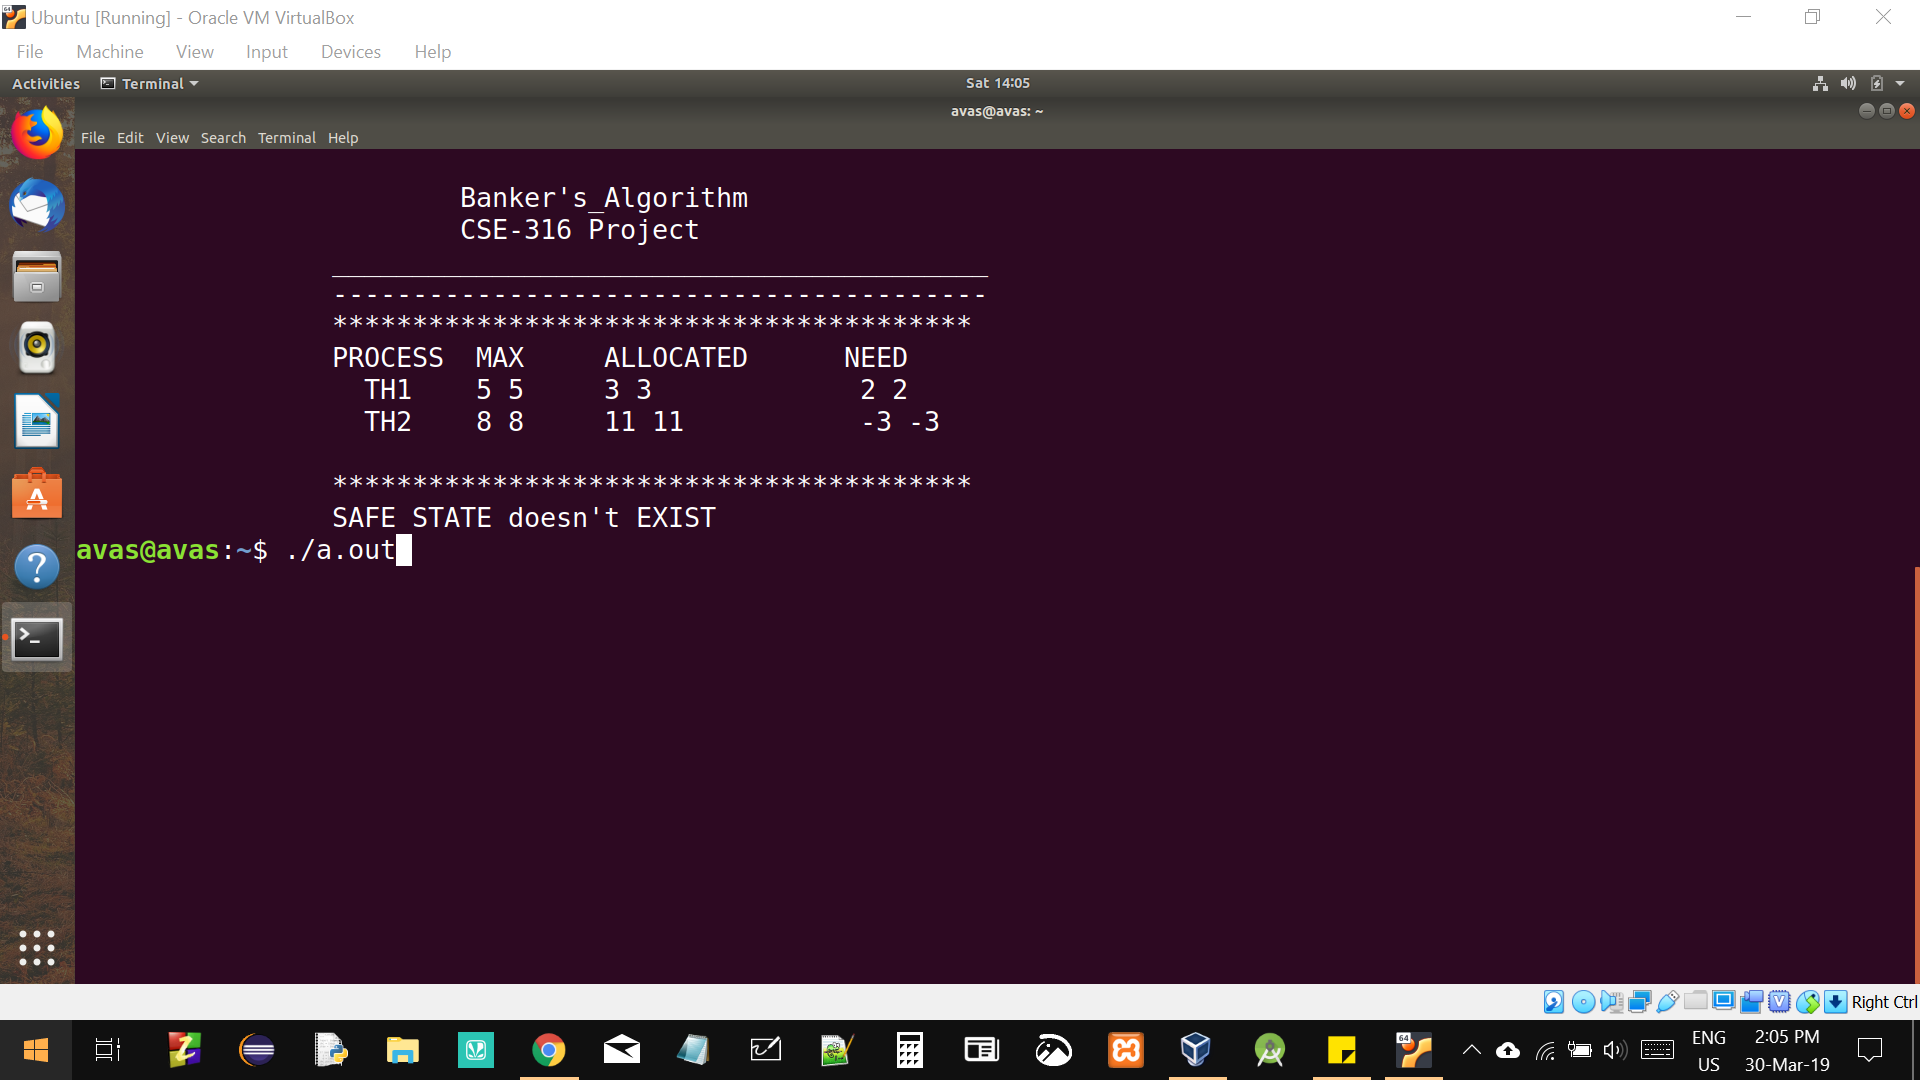 Ubuntu [Running] - Oracle VM VirtualBox
File Machine View Input Devices Help
Activities Terminal Sat 14:05
avas@avas: ~
File Edit View Search Terminal Help
Banker's_Algorithm
CSE-316 Project
_________________________________________
-----------------------------------------
****************************************
PROCESS MAX ALLOCATED NEED
TH1 5 5 3 3 2 2
TH2 8 8 11 11 -3 -3
****************************************
SAFE STATE doesn't EXIST
avas@avas:~$ ./a.out
Right Ctrl
ENG 2:05 PM
US 30-Mar-19